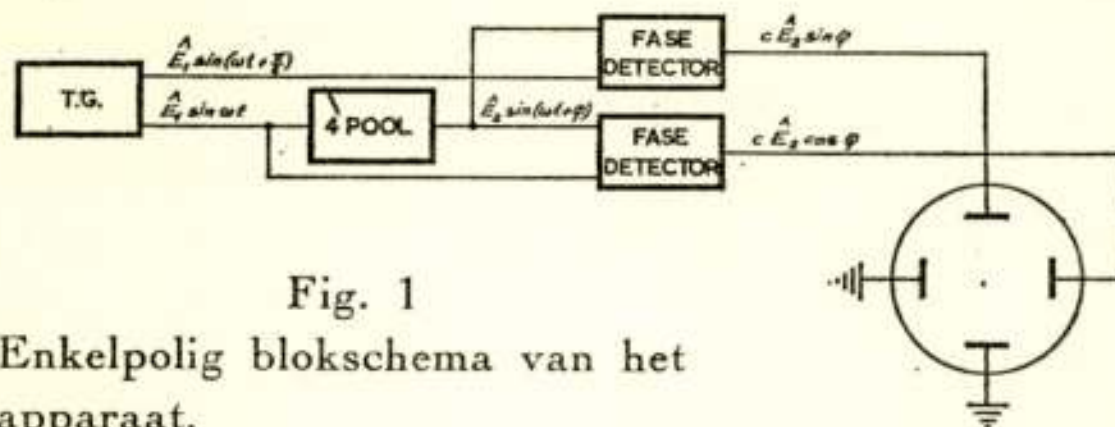 Ê₁ sin(ωt + π/2)
T.G.
Ê₁ sin ωt
4 POOL
Ê₂ sin(ωt+φ)
FASE
DETECTOR
c Ê₂ sin φ
FASE
DETECTOR
c Ê₂ cos φ
Fig. 1
Enkelpolig blokschema van het
apparaat.